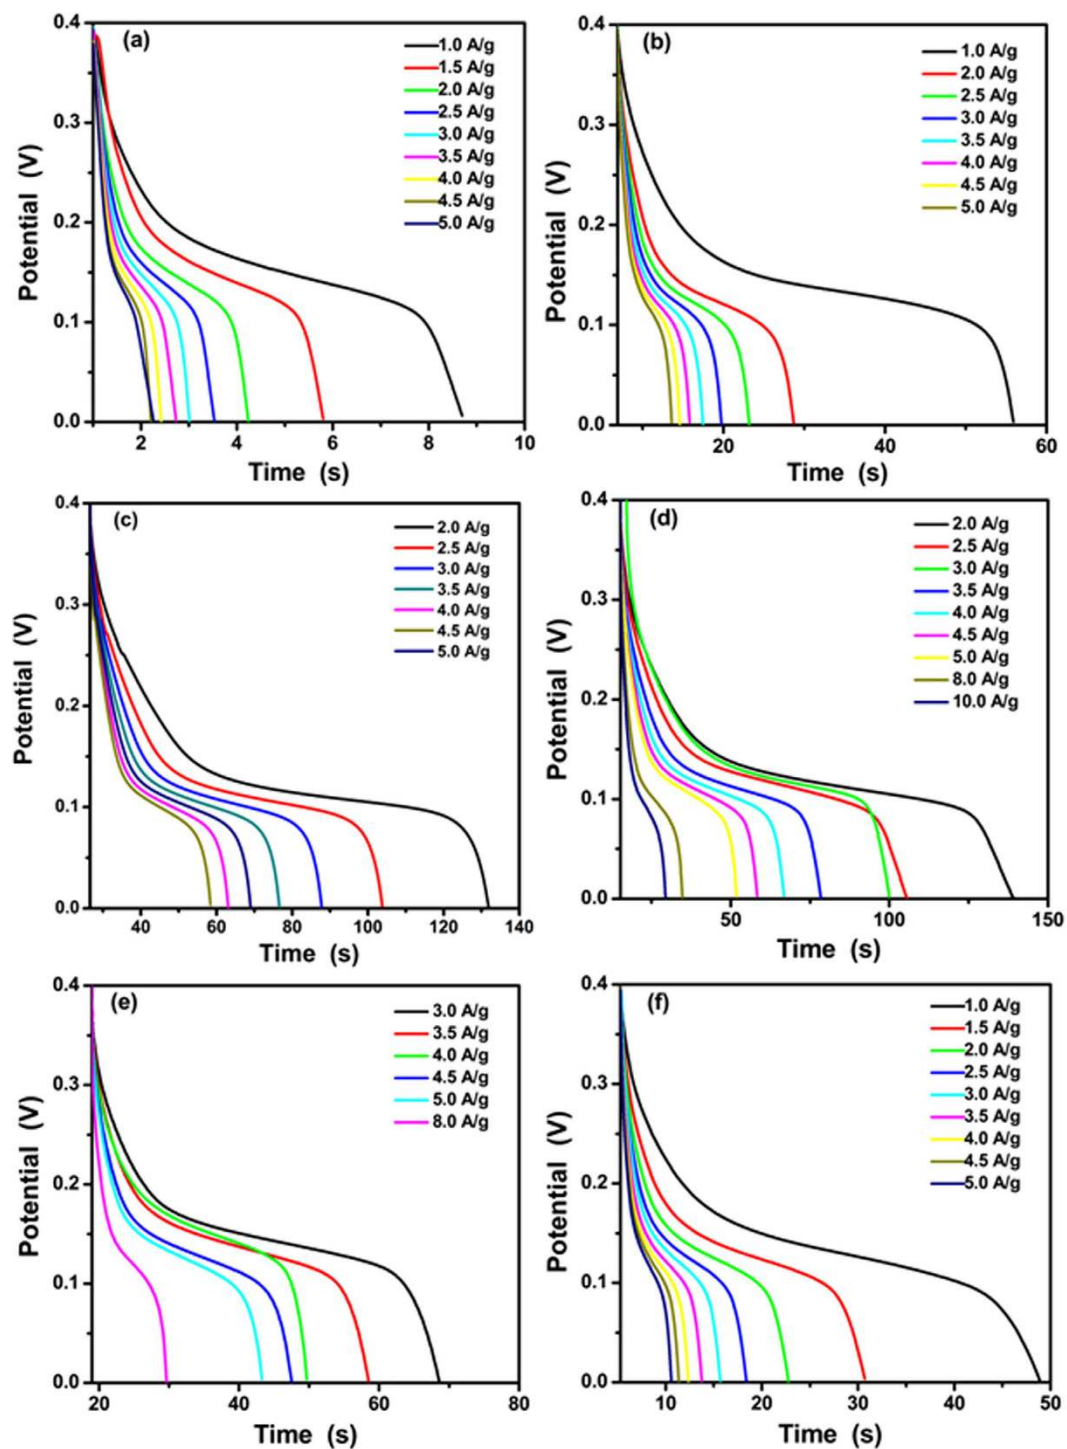 (a)
1.0 A/g
1.5 A/g
2.0 A/g
2.5 A/g
3.0 A/g
3.5 A/g
4.0 A/g
4.5 A/g
5.0 A/g
0.4
0.3
0.2
0.1
0.0
Potential (V)
2 4 6 8 10
Time (s)
(b)
1.0 A/g
2.0 A/g
2.5 A/g
3.0 A/g
3.5 A/g
4.0 A/g
4.5 A/g
5.0 A/g
0.4
0.3
0.2
0.1
0.0
Potential (V)
20 40 60
Time (s)
(c)
2.0 A/g
2.5 A/g
3.0 A/g
3.5 A/g
4.0 A/g
4.5 A/g
5.0 A/g
0.4
0.3
0.2
0.1
0.0
Potential (V)
40 60 80 100 120 140
Time (s)
(d)
2.0 A/g
2.5 A/g
3.0 A/g
3.5 A/g
4.0 A/g
4.5 A/g
5.0 A/g
8.0 A/g
10.0 A/g
0.4
0.3
0.2
0.1
0.0
Potential (V)
50 100 150
Time (s)
(e)
3.0 A/g
3.5 A/g
4.0 A/g
4.5 A/g
5.0 A/g
8.0 A/g
0.4
0.3
0.2
0.1
0.0
Potential (V)
20 40 60 80
Time (s)
(f)
1.0 A/g
1.5 A/g
2.0 A/g
2.5 A/g
3.0 A/g
3.5 A/g
4.0 A/g
4.5 A/g
5.0 A/g
0.4
0.3
0.2
0.1
0.0
Potential (V)
10 20 30 40 50
Time (s)